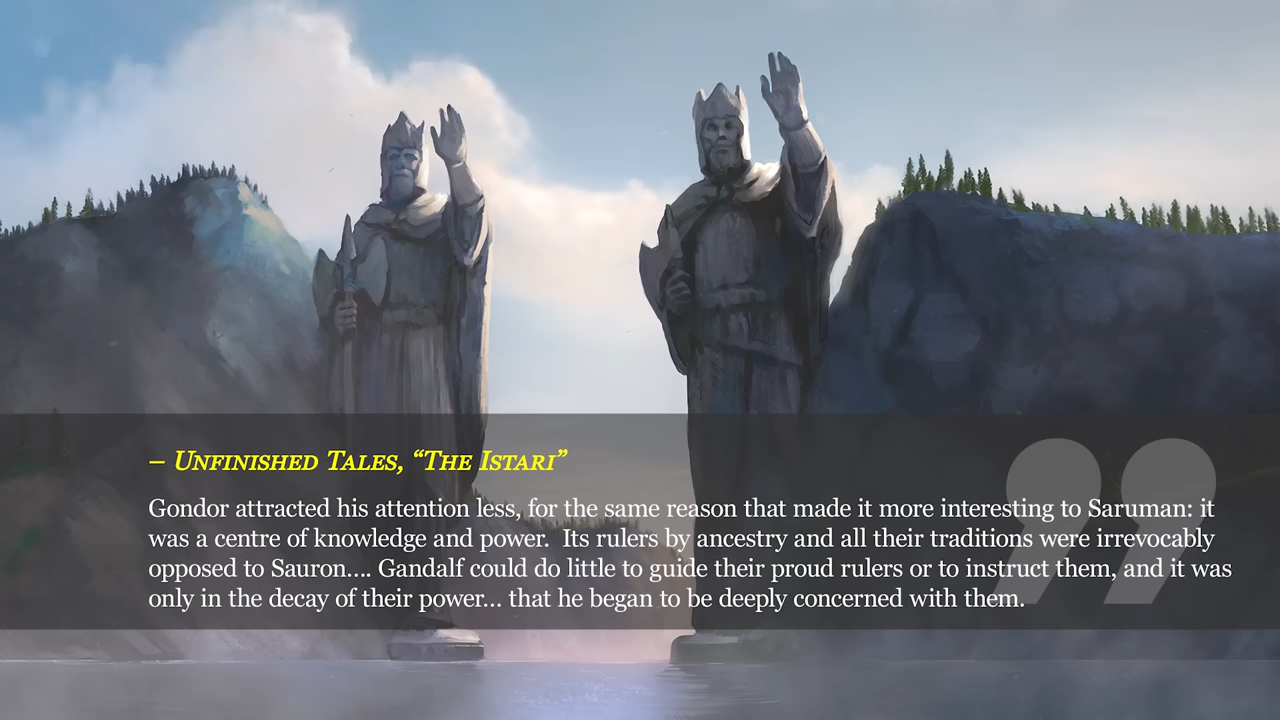 – Unfinished Tales, “The Istari”
Gondor attracted his attention less, for the same reason that made it more interesting to Saruman: it
was a centre of knowledge and power.  Its rulers by ancestry and all their traditions were irrevocably
opposed to Sauron.... Gandalf could do little to guide their proud rulers or to instruct them, and it was
only in the decay of their power... that he began to be deeply concerned with them.
”